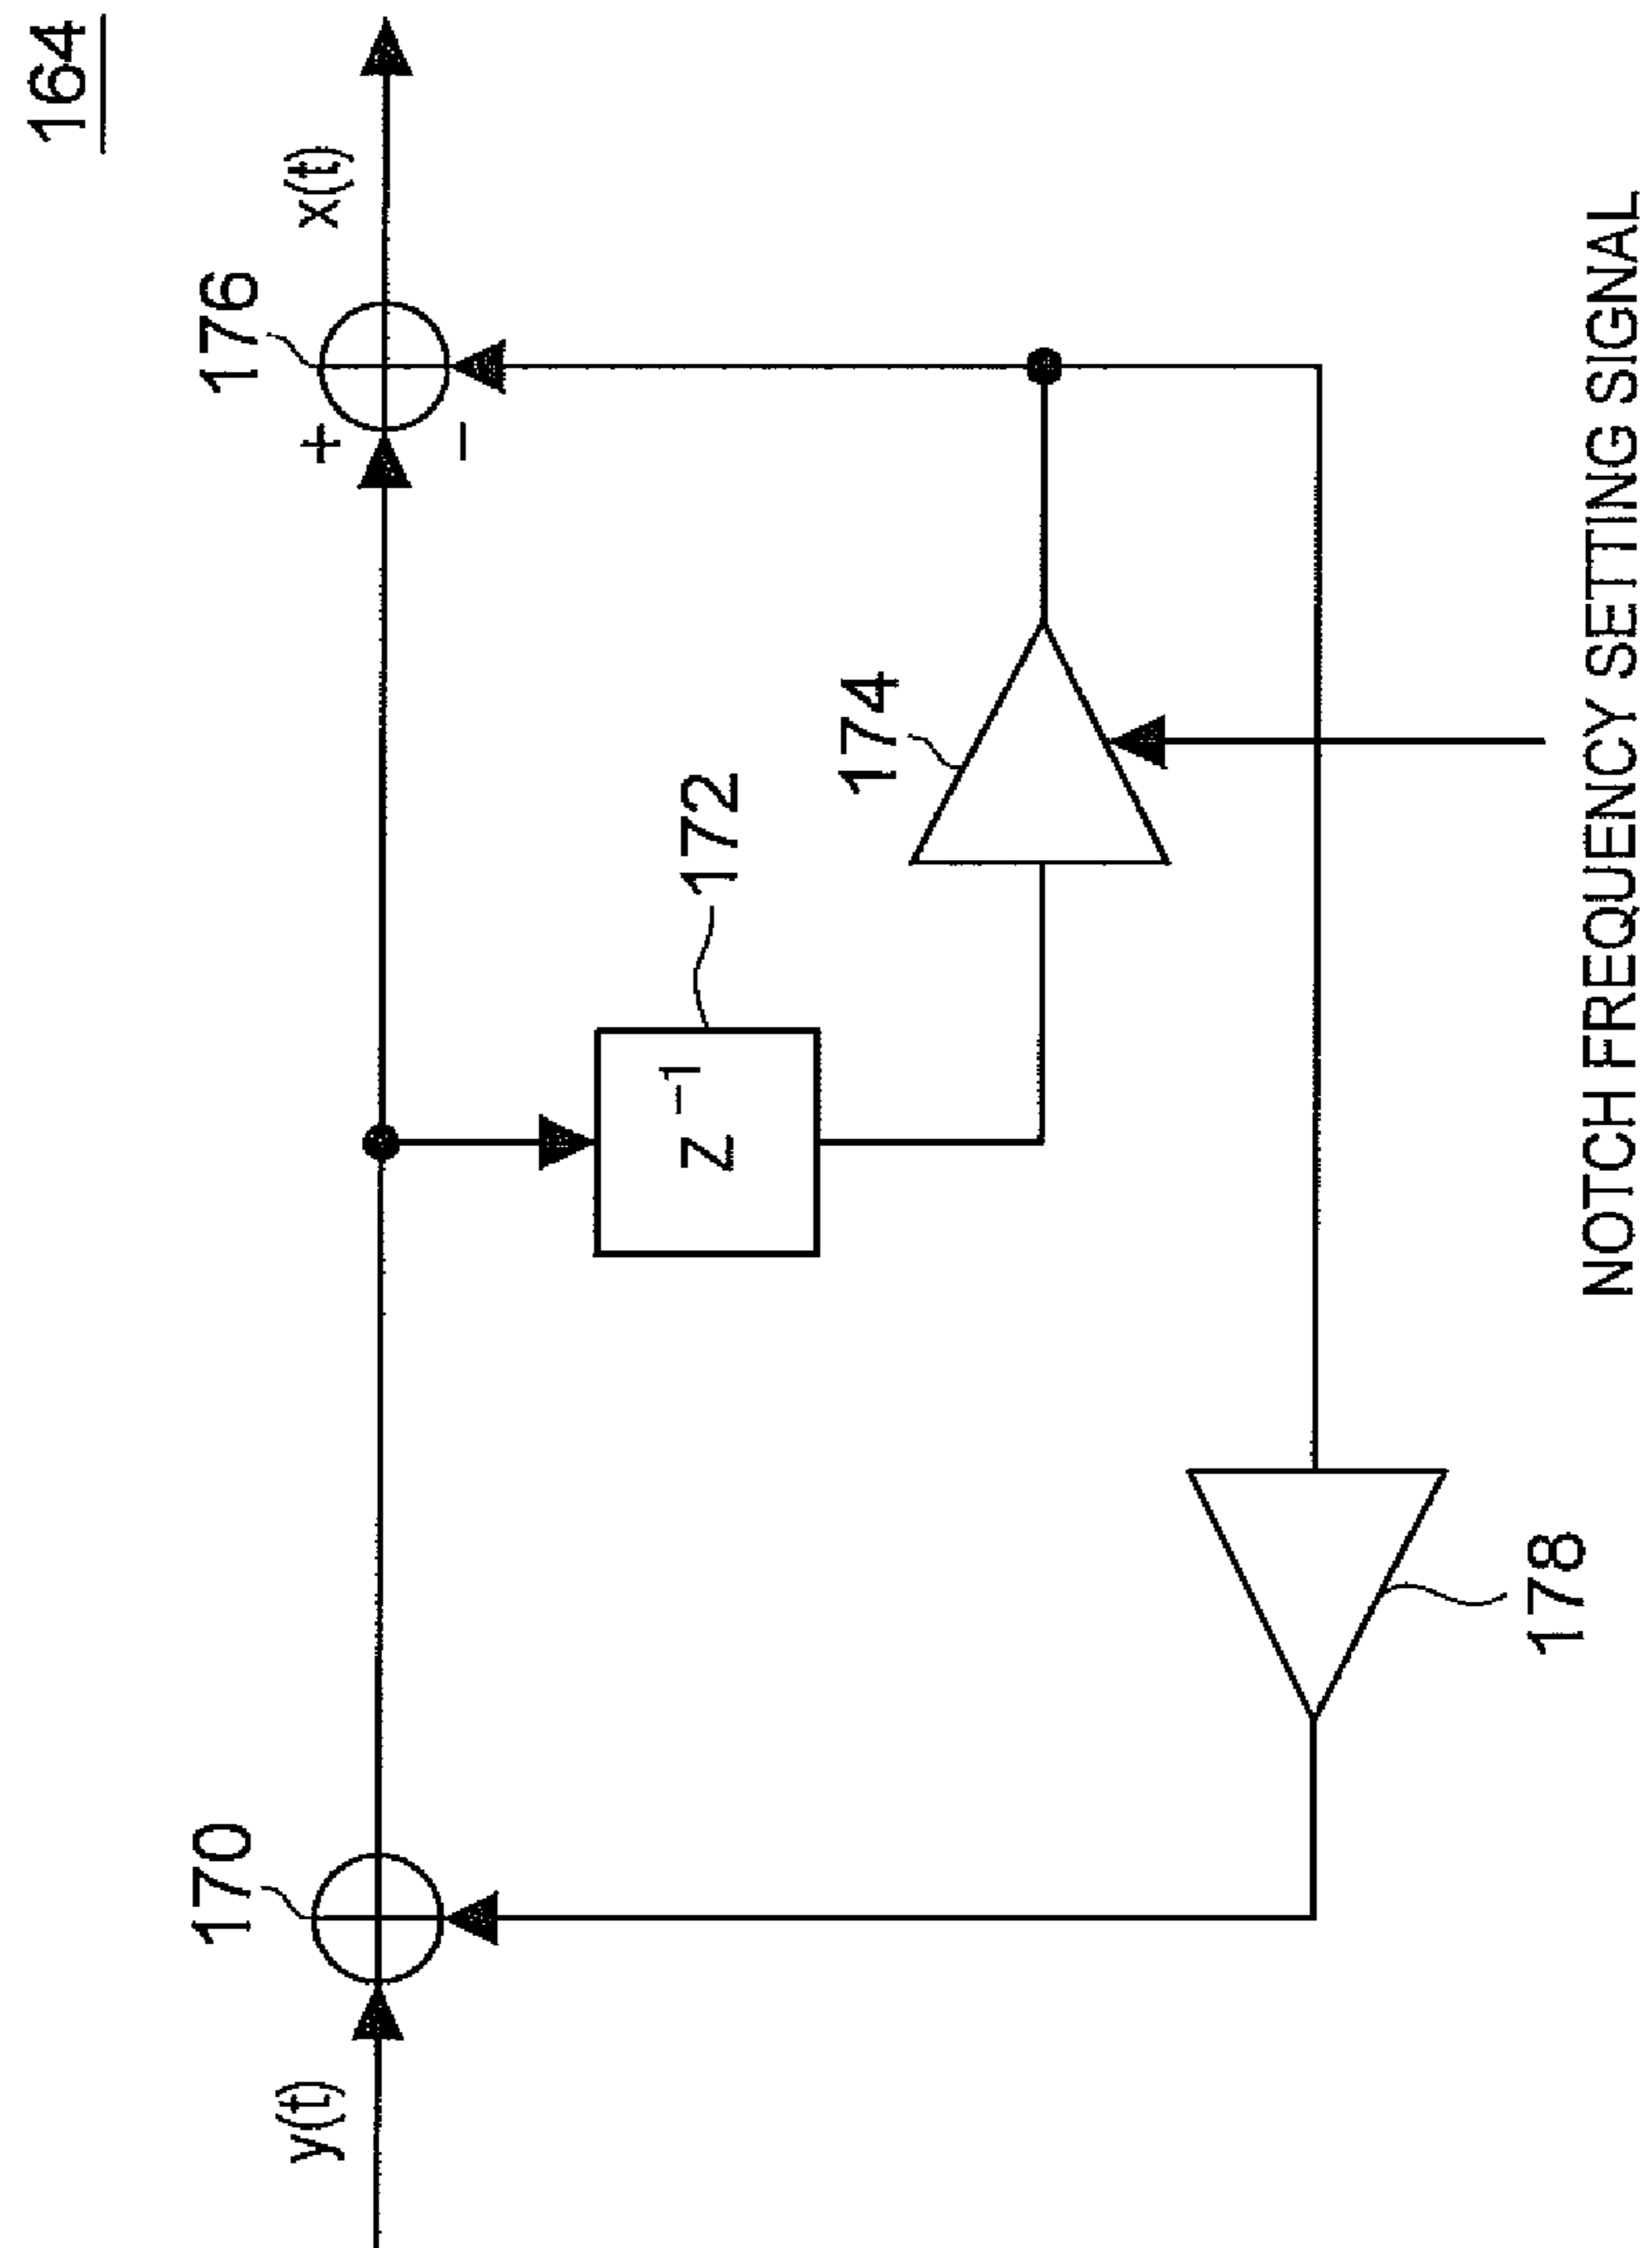 164
y(t)
170
172
174
176
+
−
x(t)
z⁻¹
178
NOTCH FREQUENCY SETTING SIGNAL